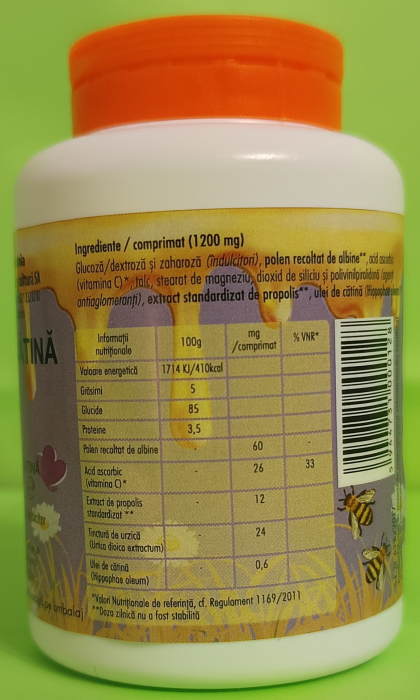 Ingrediente / comprimat (1200 mg)
Glucoză/dextroză și zaharoză (îndulcitori), polen recoltat de albine**, acid ascorbic
(vitamina C)*, talc, stearat de magneziu, dioxid de siliciu și polivinilpirolidonă (agenți
antiaglomeranți), extract standardizat de propolis**, ulei de cătină (Hippophae
ATINĂ
Informații nutriționale 100g mg /comprimat % VNR*
Valoare energetică 1714 KJ/410kcal
Grăsimi 5
Glucide 85
Proteine 3,5
Polen recoltat de albine - 60 -
Acid ascorbic (vitamina C)* - 26 33
Extract de propolis standardizat ** - 12
Tinctură de urzică (Urtica dioica extractum) - 24
Ulei de cătină (Hippophae oleum) - 0,6
*Valori Nutriționale de referință, cf. Regulament 1169/2011
**Doza zilnică nu a fost stabilită
pe ambalaj